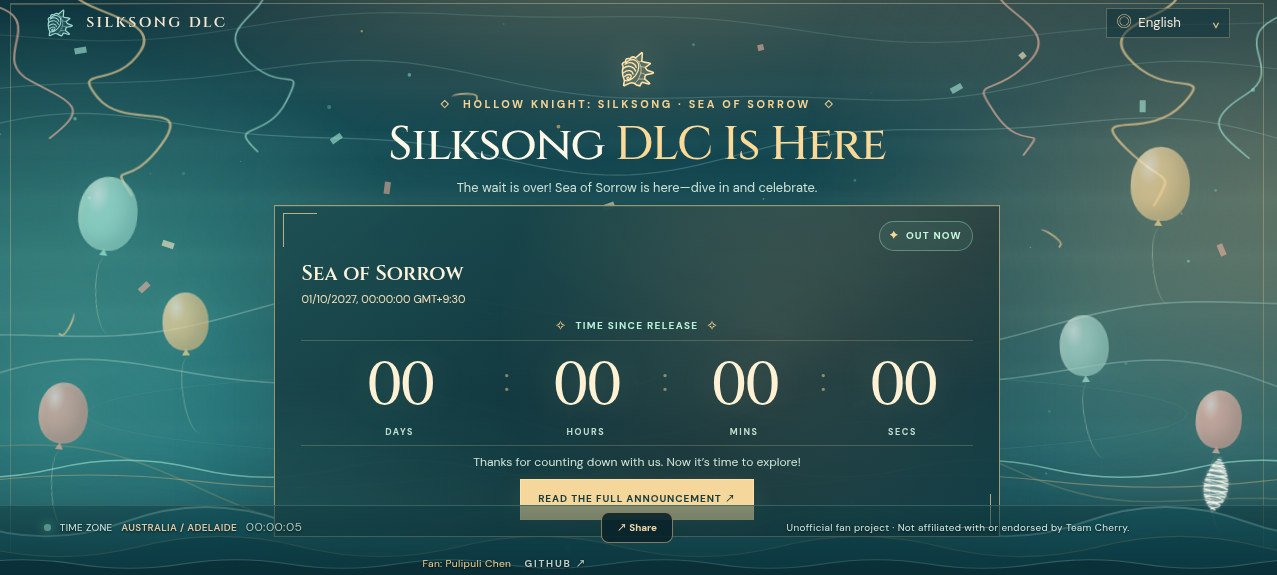 SILKSONG DLC
English
HOLLOW KNIGHT: SILKSONG · SEA OF SORROW
SILKSONG DLC IS HERE
The wait is over! Sea of Sorrow is here—dive in and celebrate.
OUT NOW
SEA OF SORROW
01/10/2027, 00:00:00 GMT+9:30
TIME SINCE RELEASE
00 : 00 : 00 : 00
DAYS HOURS MINS SECS
Thanks for counting down with us. Now it's time to explore!
READ THE FULL ANNOUNCEMENT ↗
TIME ZONE AUSTRALIA / ADELAIDE 00:00:05
↗ Share
Unofficial fan project · Not affiliated with or endorsed by Team Cherry.
Fan: Pulipuli Chen GITHUB ↗